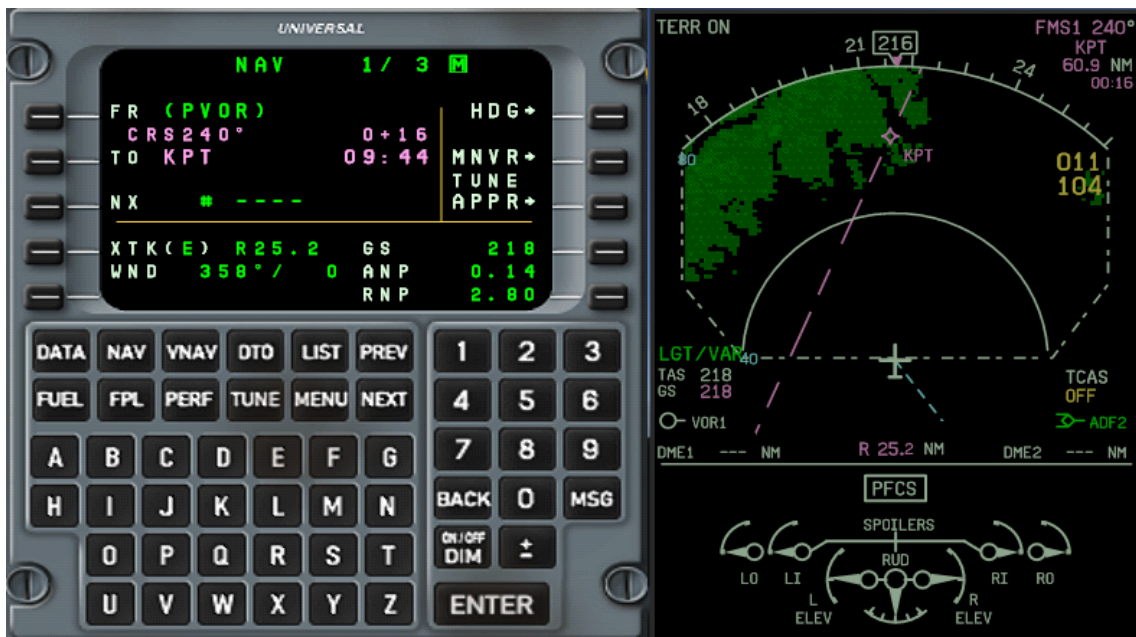 UNIVERSAL
NAV 1/ 3 M
FR (PVOR) HDG→
CRS240° 0+16
TO KPT 09:44 MNVR→
TUNE
NX # ---- APPR→
XTK(E) R25.2 GS 218
WND 358°/ 0 ANP 0.14
RNP 2.80
DATA NAV VNAV DTO LIST PREV 1 2 3
FUEL FPL PERF TUNE MENU NEXT 4 5 6
A B C D E F G 7 8 9
H I J K L M N BACK 0 MSG
O P Q R S T ON/OFF DIM ±
U V W X Y Z ENTER
TERR ON FMS1 240°
21 216 KPT
24 60.9 NM
00:16
18
80 KPT 011
104
LGT/VAR 40
TAS 218 TCAS
GS 218 OFF
VOR1 ADF2
DME1 --- NM R 25.2 NM DME2 --- NM
PFCS
SPOILERS
RUD
LO LI RI RO
L ELEV R ELEV